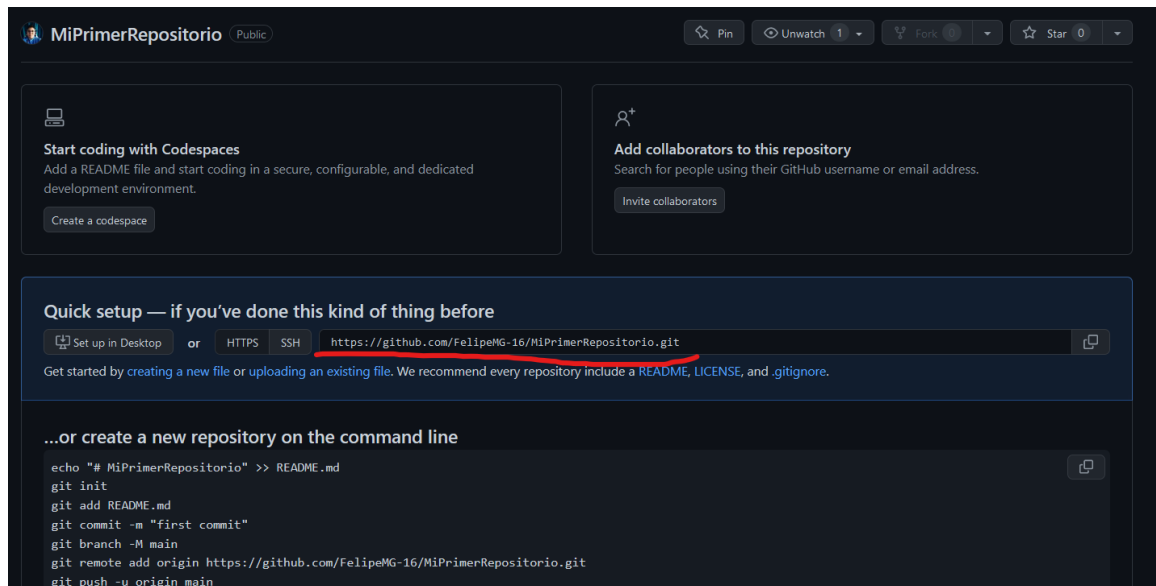 MiPrimerRepositorio Public
Pin Unwatch 1 Fork 0 Star 0
Start coding with Codespaces
Add a README file and start coding in a secure, configurable, and dedicated
development environment.
Create a codespace
Add collaborators to this repository
Search for people using their GitHub username or email address.
Invite collaborators
Quick setup — if you've done this kind of thing before
Set up in Desktop or HTTPS SSH https://github.com/FelipeMG-16/MiPrimerRepositorio.git
Get started by creating a new file or uploading an existing file. We recommend every repository include a README, LICENSE, and .gitignore.
...or create a new repository on the command line
echo "# MiPrimerRepositorio" >> README.md
git init
git add README.md
git commit -m "first commit"
git branch -M main
git remote add origin https://github.com/FelipeMG-16/MiPrimerRepositorio.git
git push -u origin main